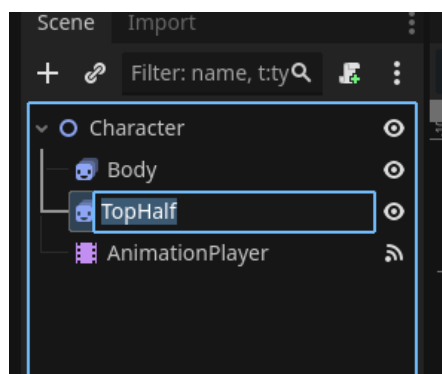 Scene Import
Filter: name, t:ty
Character
Body
TopHalf
AnimationPlayer